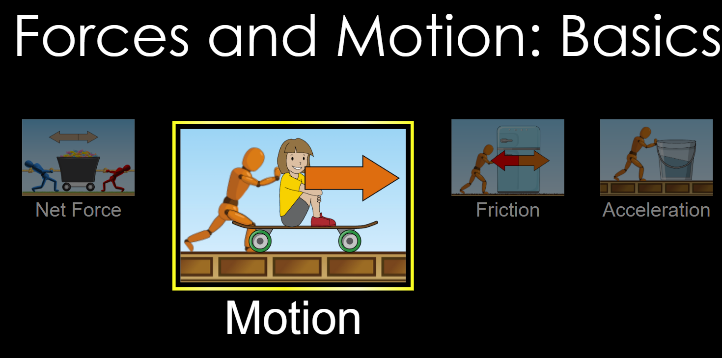 Forces and Motion: Basics
Net Force
Motion
Friction
Acceleration